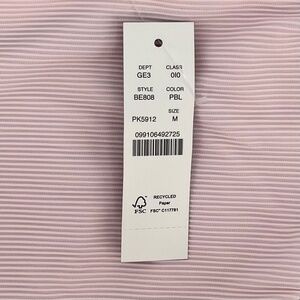 DEPT CLASS
GE3 010
STYLE COLOR
BE808 PBL
SIZE
PK5912 M
099106492725
RECYCLED
Paper
FSC FSC® C117781